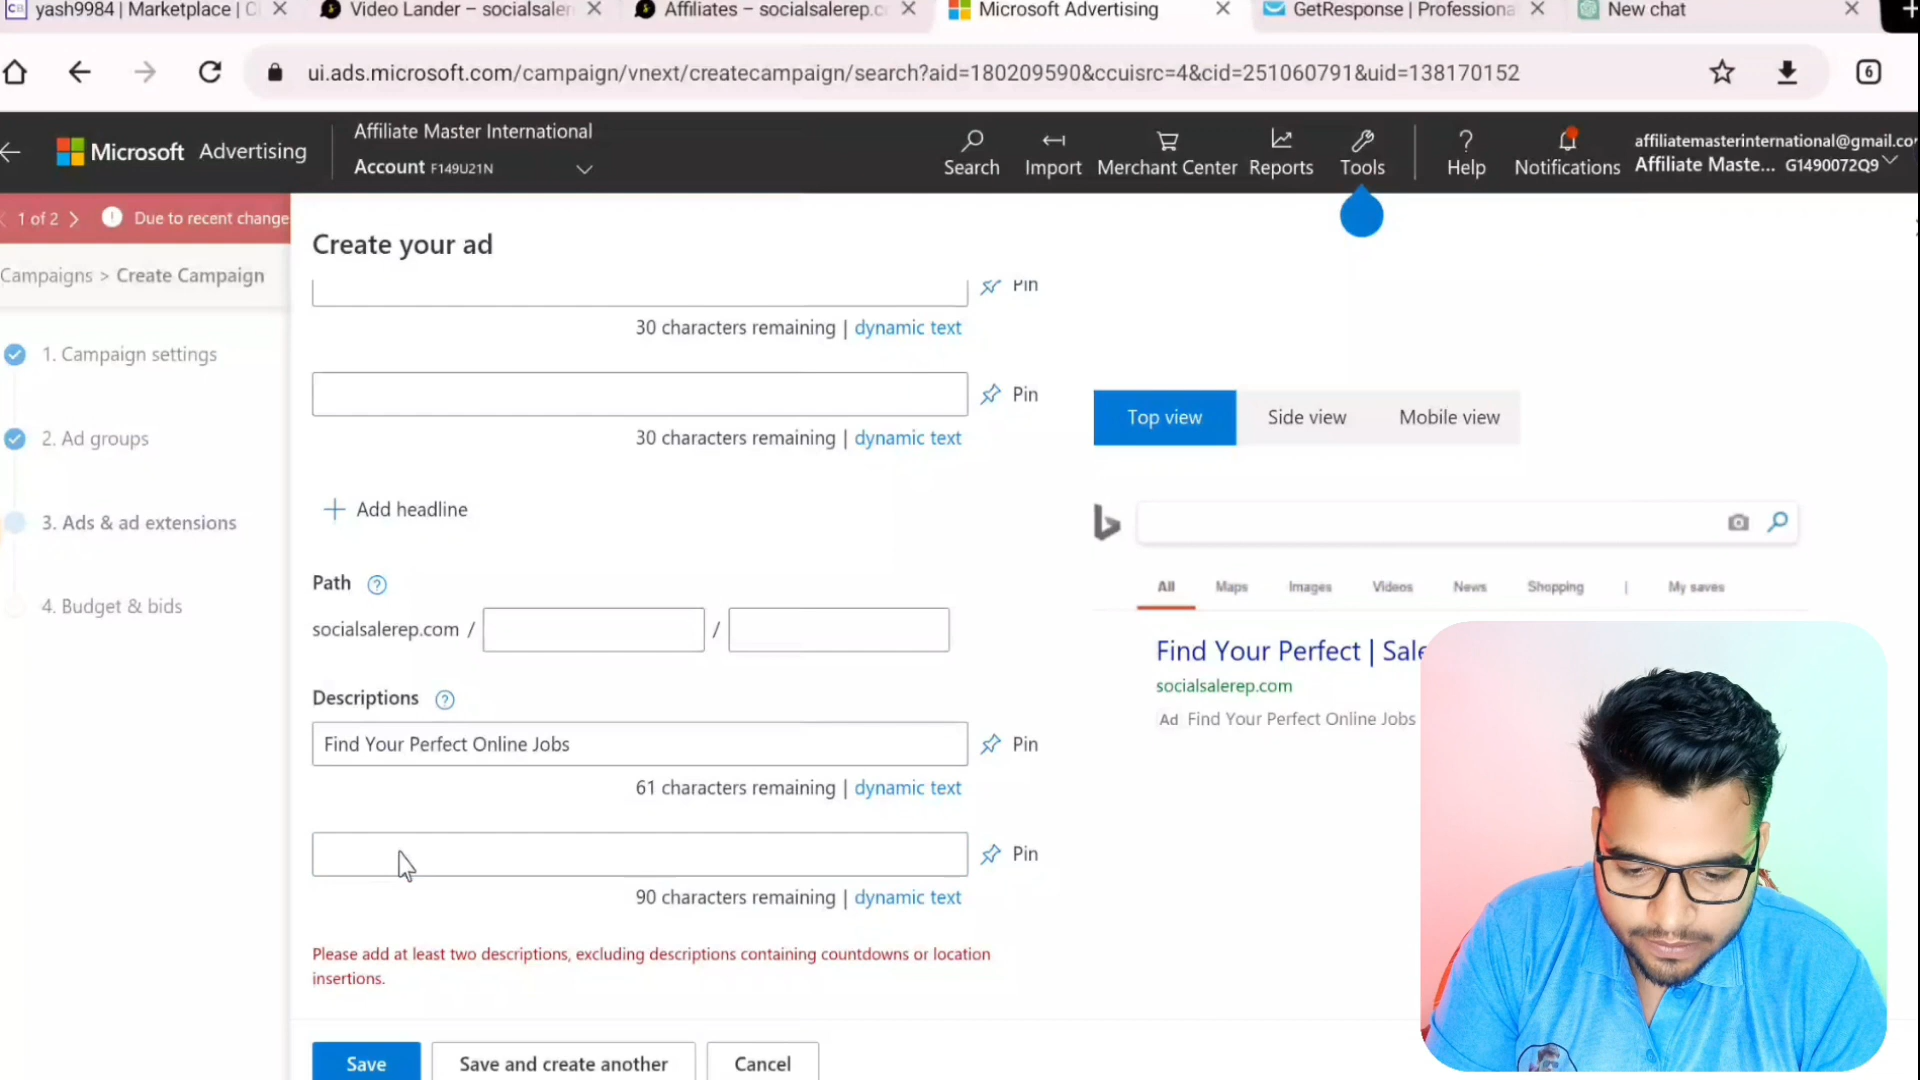 yash9984 | Marketplace | C
Video Lander – socialsaler
Affiliates – socialsalerep.c
Microsoft Advertising
GetResponse | Professiona
New chat
ui.ads.microsoft.com/campaign/vnext/createcampaign/search?aid=180209590&ccuisrc=4&cid=251060791&uid=138170152
6
Microsoft Advertising
Affiliate Master International
Account F149U21N
Search
Import
Merchant Center
Reports
Tools
Help
Notifications
affiliatemasterinternational@gmail.co
Affiliate Maste... G1490072Q9
1 of 2
Due to recent change
Campaigns > Create Campaign
1. Campaign settings
2. Ad groups
3. Ads & ad extensions
4. Budget & bids
Create your ad
Pin
30 characters remaining | dynamic text
Pin
30 characters remaining | dynamic text
+ Add headline
Path ?
socialsalerep.com / /
Descriptions ?
Find Your Perfect Online Jobs
Pin
61 characters remaining | dynamic text
Pin
90 characters remaining | dynamic text
Please add at least two descriptions, excluding descriptions containing countdowns or location
insertions.
Save
Save and create another
Cancel
Top view
Side view
Mobile view
All Maps Images Videos News Shopping | My saves
Find Your Perfect | Sale
socialsalerep.com
Ad Find Your Perfect Online Jobs